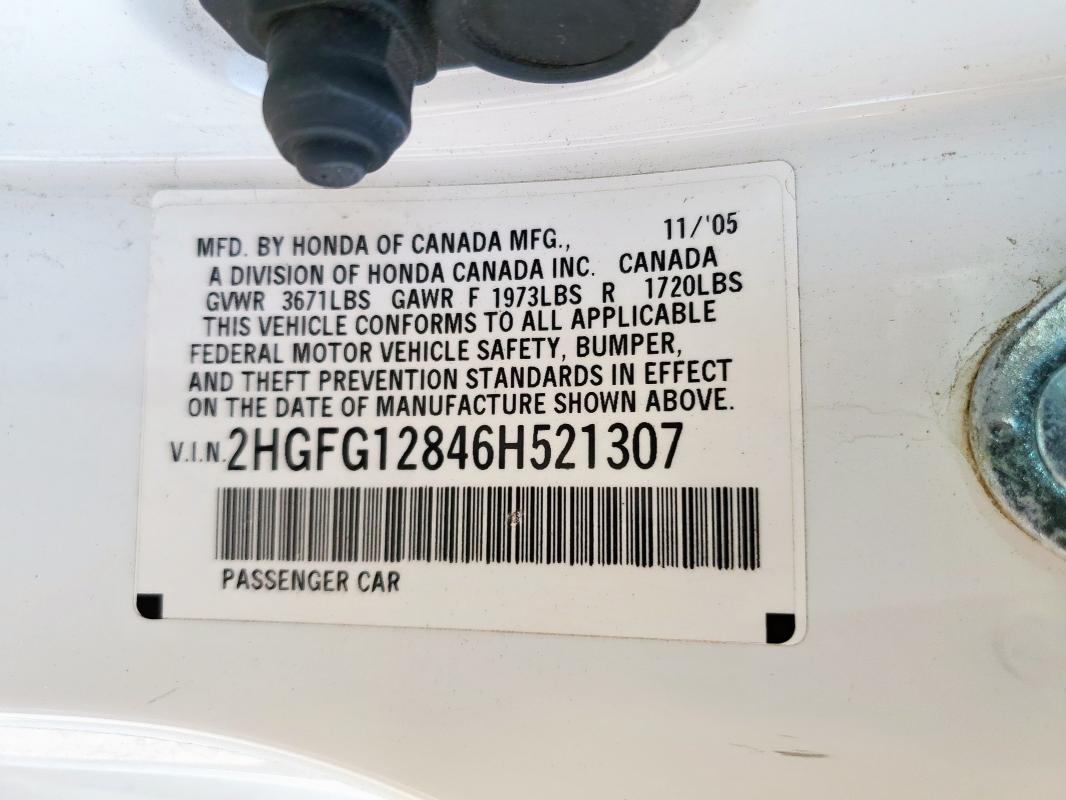 MFD. BY HONDA OF CANADA MFG., 11/'05
A DIVISION OF HONDA CANADA INC. CANADA
GVWR 3671LBS GAWR F 1973LBS R 1720LBS
THIS VEHICLE CONFORMS TO ALL APPLICABLE
FEDERAL MOTOR VEHICLE SAFETY, BUMPER,
AND THEFT PREVENTION STANDARDS IN EFFECT
ON THE DATE OF MANUFACTURE SHOWN ABOVE.
V.I.N. 2HGFG12846H521307
PASSENGER CAR